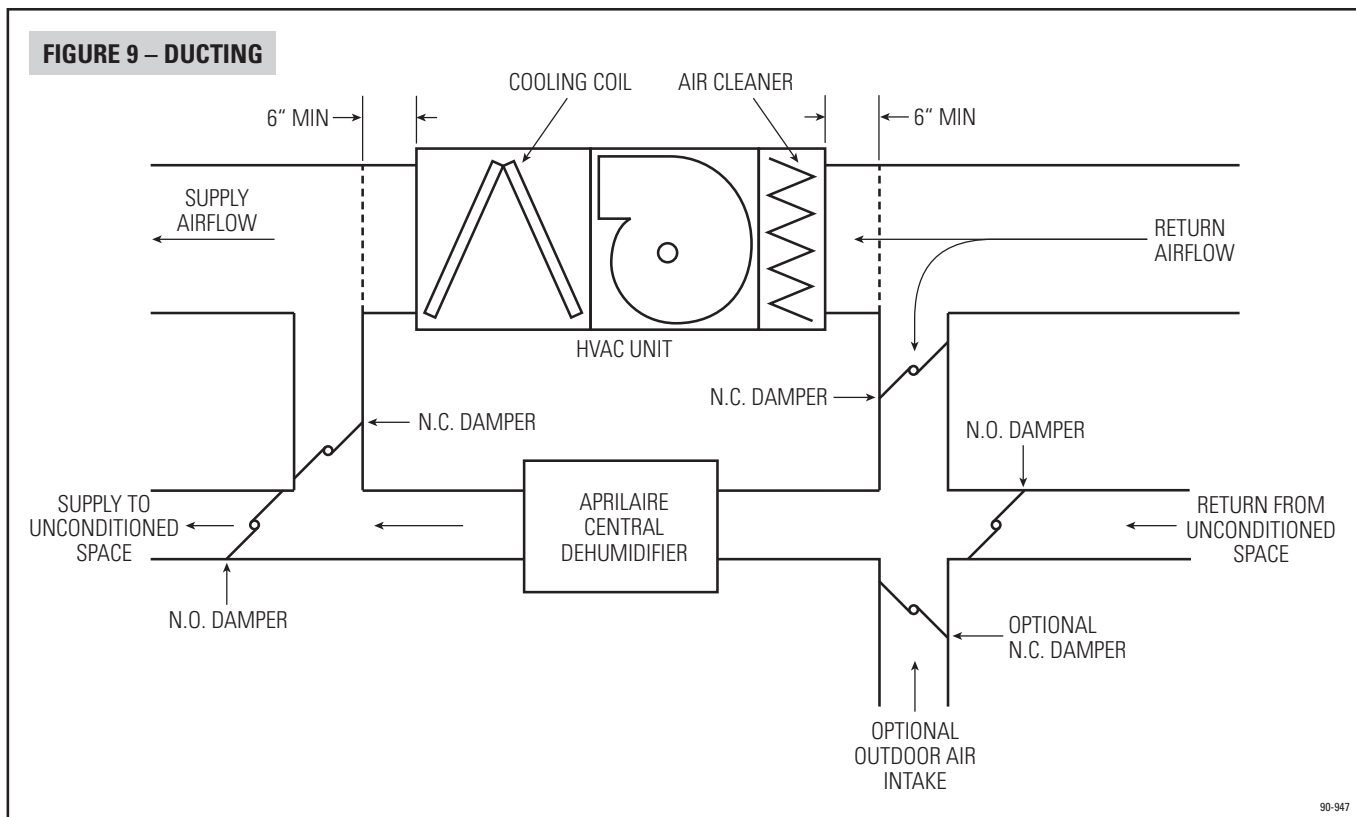 FIGURE 9 – DUCTING
COOLING COIL
AIR CLEANER
6“ MIN
6“ MIN
SUPPLY
AIRFLOW
RETURN
AIRFLOW
HVAC UNIT
N.C. DAMPER
N.C. DAMPER
N.O. DAMPER
SUPPLY TO
UNCONDITIONED
SPACE
APRILAIRE
CENTRAL
DEHUMIDIFIER
RETURN FROM
UNCONDITIONED
SPACE
N.O. DAMPER
OPTIONAL
N.C. DAMPER
OPTIONAL
OUTDOOR AIR
INTAKE
90-947